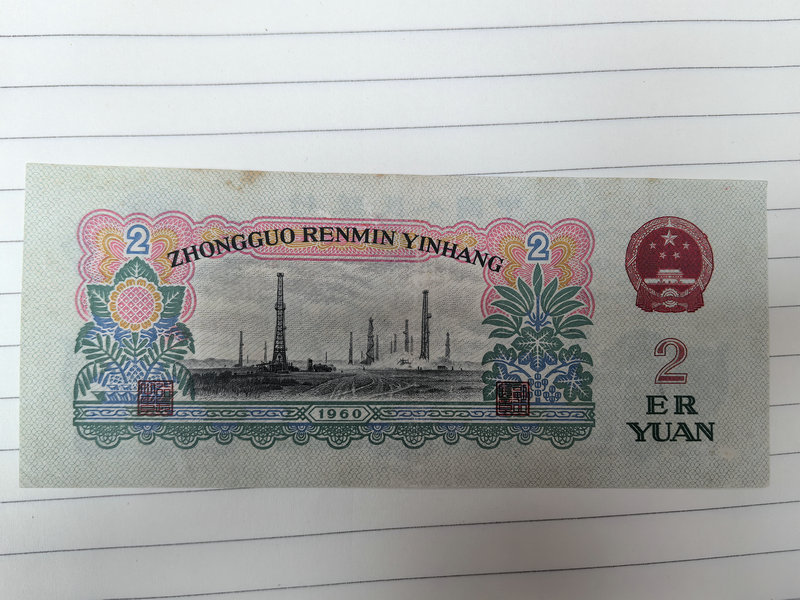 2
ZHONGGUO RENMIN YINHANG
2
1960
2
ER
YUAN